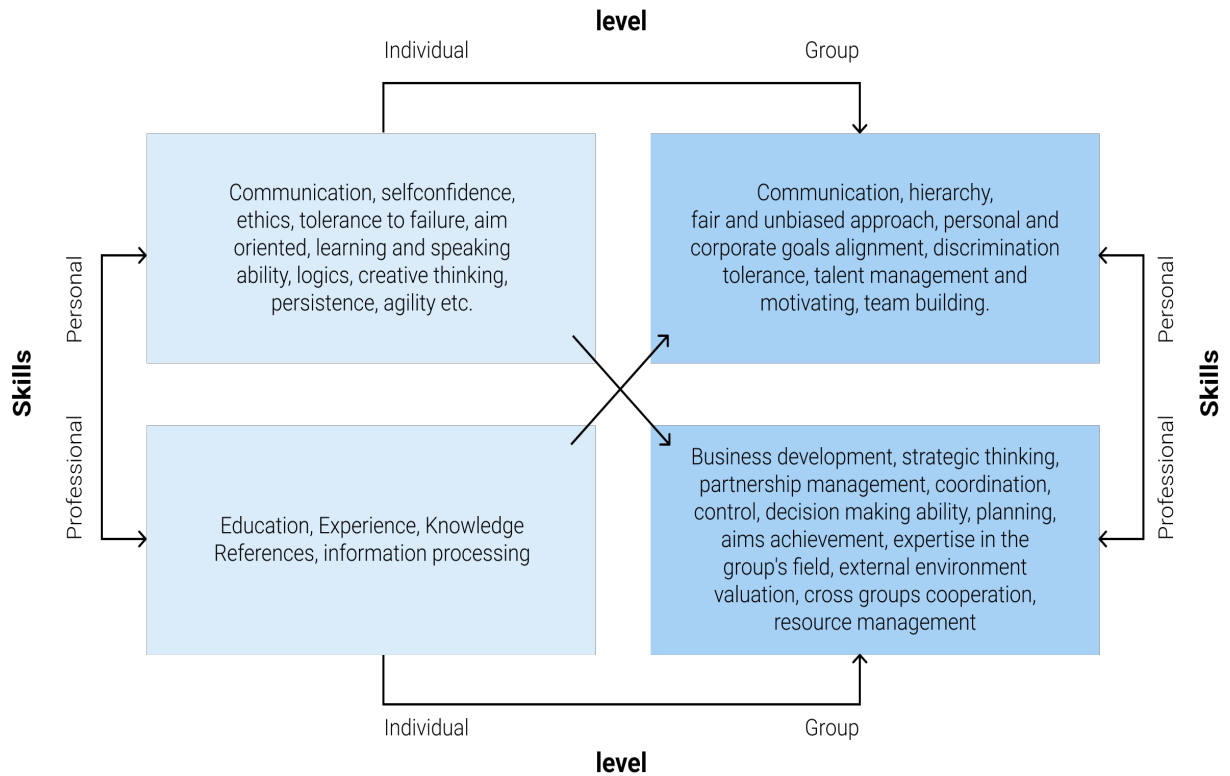 level
Individual
Group
Communication, selfconfidence,
ethics, tolerance to failure, aim
oriented, learning and speaking
ability, logics, creative thinking,
persistence, agility etc.
Communication, hierarchy,
fair and unbiased approach, personal and
corporate goals alignment, discrimination
tolerance, talent management and
motivating, team building.
Skills
Personal
Professional
Personal
Professional
Skills
Education, Experience, Knowledge
References, information processing
Business development, strategic thinking,
partnership management, coordination,
control, decision making ability, planning,
aims achievement, expertise in the
group's field, external environment
valuation, cross groups cooperation,
resource management
Individual
Group
level